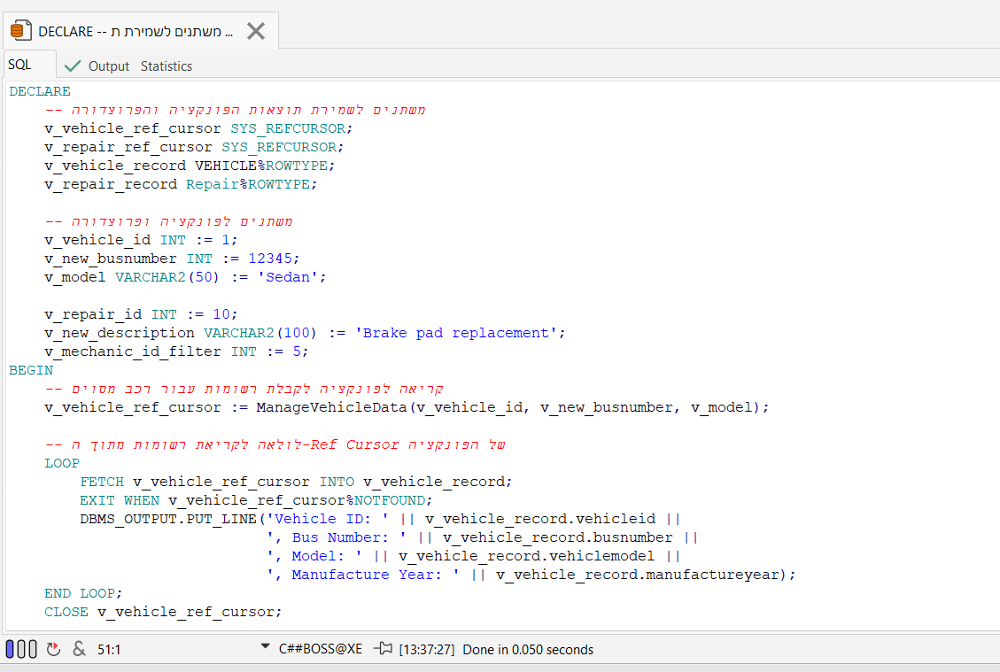 DECLARE -- משתנים לשמירת ת ...
SQL
Output
Statistics
DECLARE
-- משתנים לשמירת תוצאות הפונקציה והפרוצדורה
v_vehicle_ref_cursor SYS_REFCURSOR;
v_repair_ref_cursor SYS_REFCURSOR;
v_vehicle_record VEHICLE%ROWTYPE;
v_repair_record Repair%ROWTYPE;
-- משתנים לפונקציה ופרוצדורה
v_vehicle_id INT := 1;
v_new_busnumber INT := 12345;
v_model VARCHAR2(50) := 'Sedan';
v_repair_id INT := 10;
v_new_description VARCHAR2(100) := 'Brake pad replacement';
v_mechanic_id_filter INT := 5;
BEGIN
-- קריאה לפונקציה לקבלת רשומות עבור רכב מסוים
v_vehicle_ref_cursor := ManageVehicleData(v_vehicle_id, v_new_busnumber, v_model);
-- לולאה לקריאת רשומות מתוך ה-Ref Cursor של הפונקציה
LOOP
FETCH v_vehicle_ref_cursor INTO v_vehicle_record;
EXIT WHEN v_vehicle_ref_cursor%NOTFOUND;
DBMS_OUTPUT.PUT_LINE('Vehicle ID: ' || v_vehicle_record.vehicleid ||
', Bus Number: ' || v_vehicle_record.busnumber ||
', Model: ' || v_vehicle_record.vehiclemodel ||
', Manufacture Year: ' || v_vehicle_record.manufactureyear);
END LOOP;
CLOSE v_vehicle_ref_cursor;
& 51:1 C##BOSS@XE [13:37:27] Done in 0.050 seconds